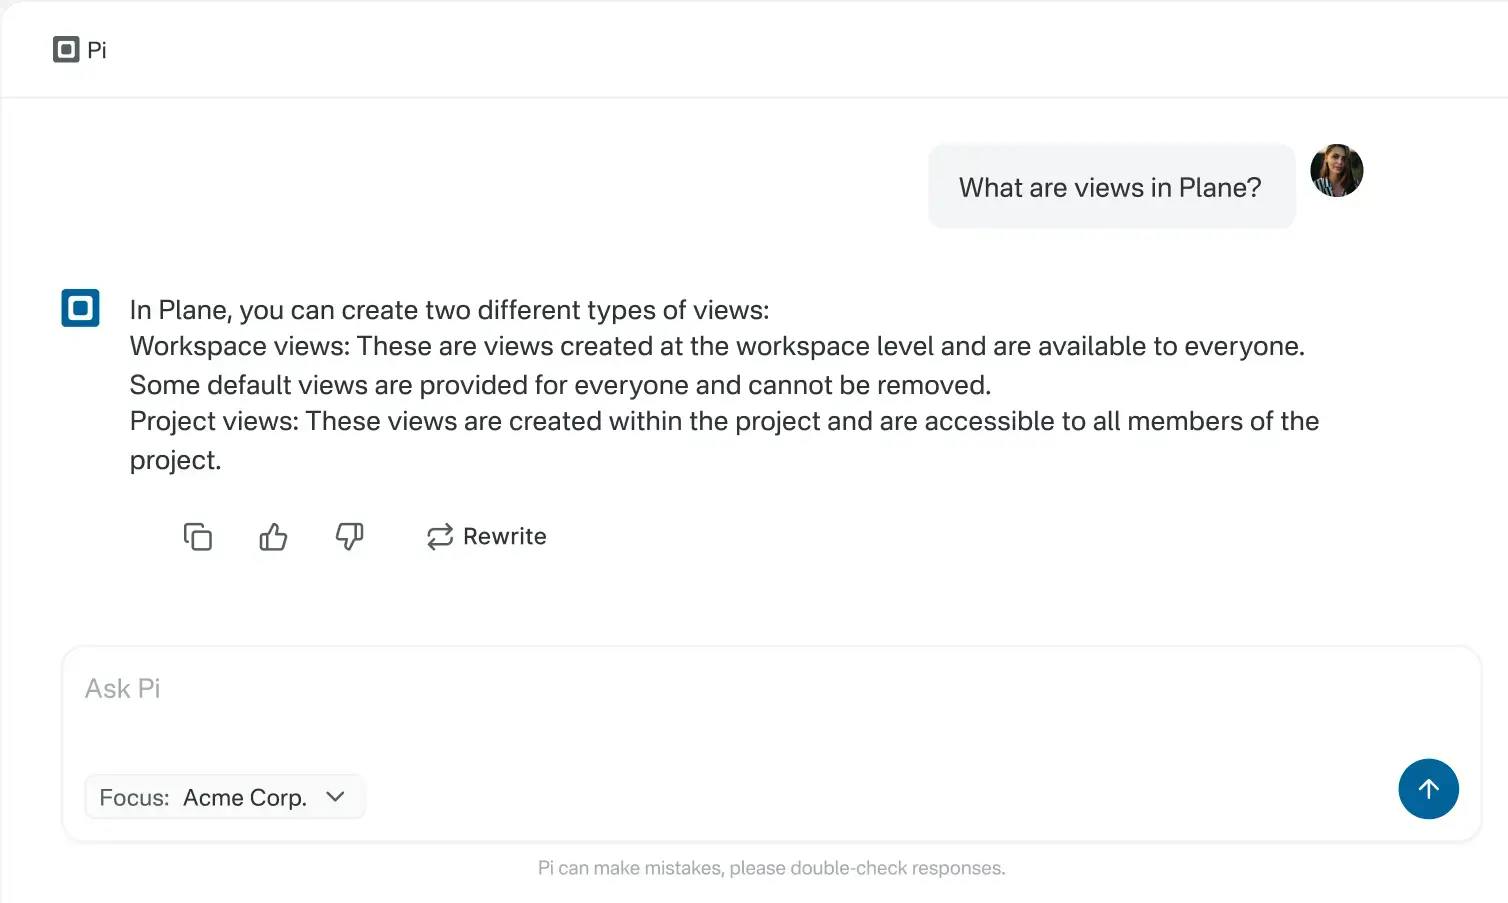 Pi
What are views in Plane?
In Plane, you can create two different types of views:
Workspace views: These are views created at the workspace level and are available to everyone.
Some default views are provided for everyone and cannot be removed.
Project views: These views are created within the project and are accessible to all members of the
project.
Rewrite
Ask Pi
Focus: Acme Corp.
Pi can make mistakes, please double-check responses.